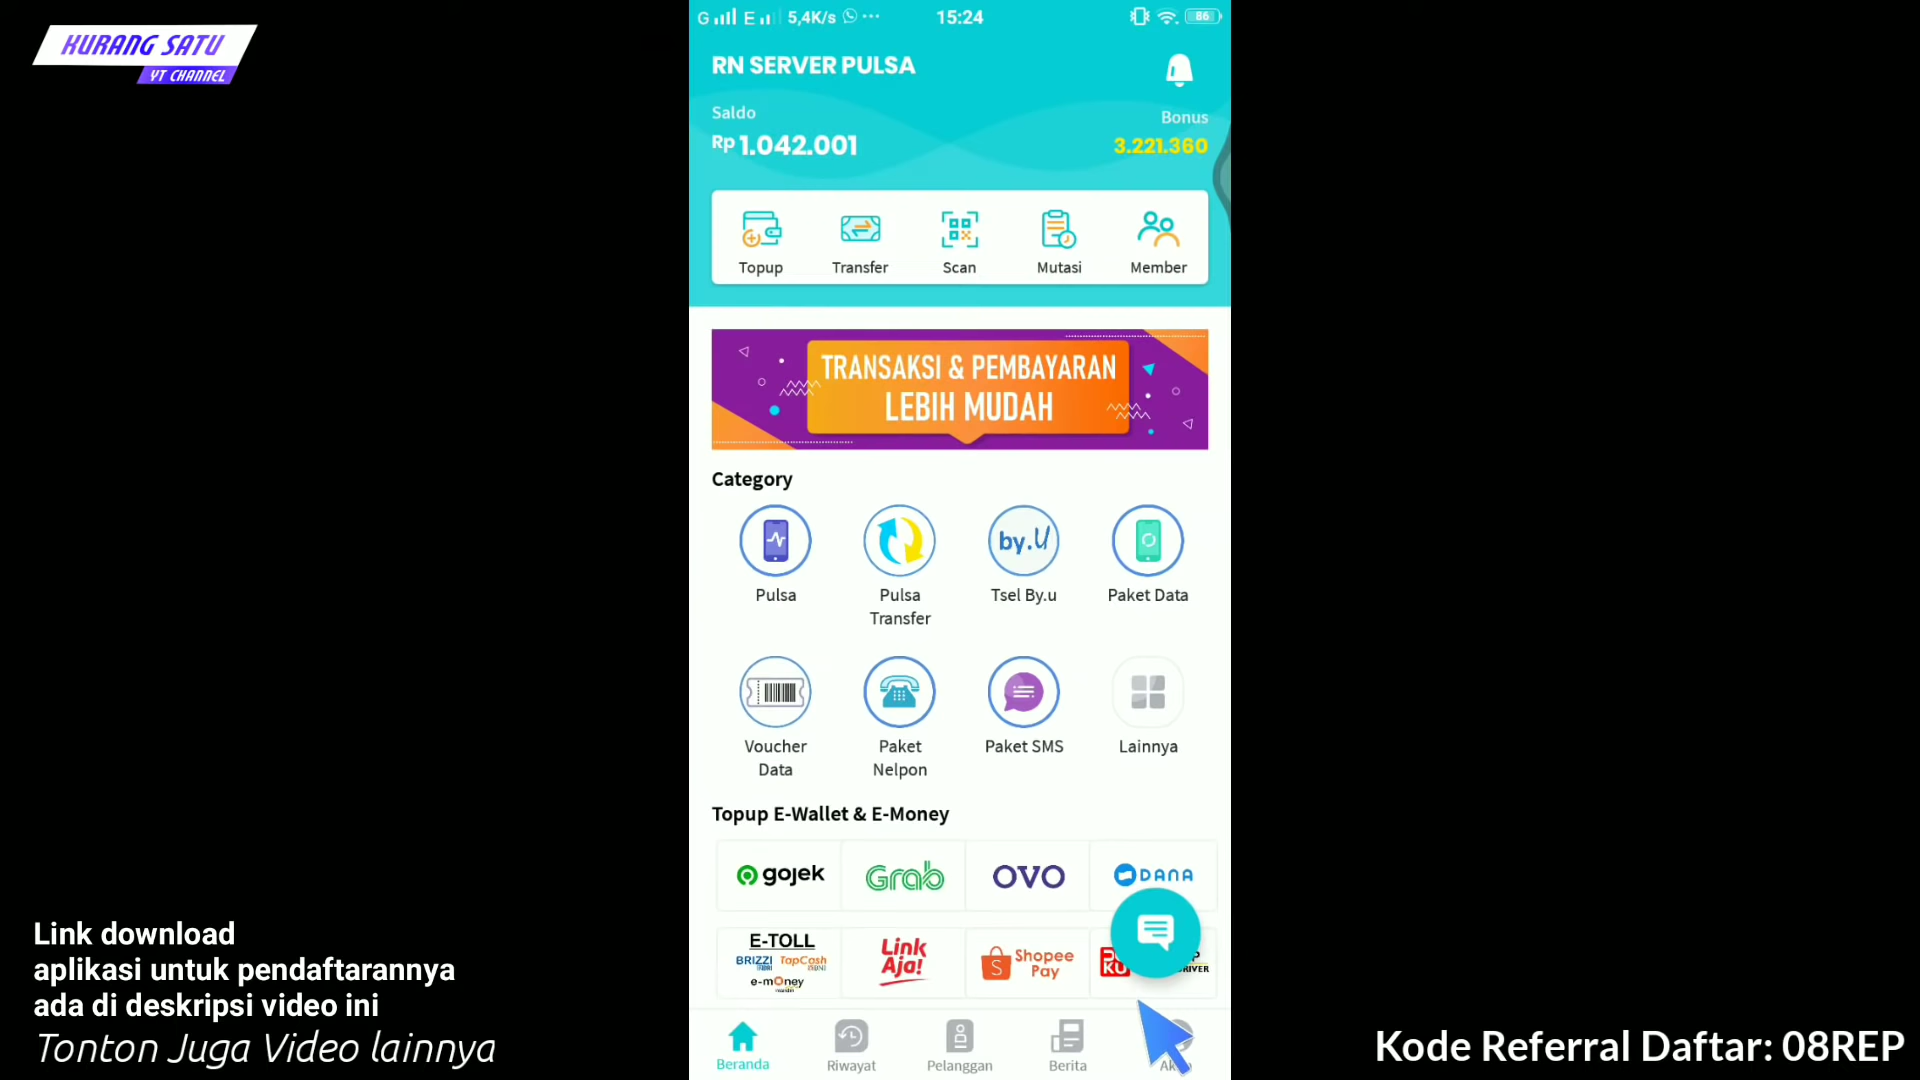 KURANG SATU
YT CHANNEL
G E 5,4K/s 15:24 86
RN SERVER PULSA
Saldo
Bonus
Rp 1.042.001
3.221.360
Topup Transfer Scan Mutasi Member
TRANSAKSI & PEMBAYARAN
LEBIH MUDAH
Category
by.U
Pulsa
Pulsa
Transfer
Tsel By.u
Paket Data
Voucher
Data
Paket
Nelpon
Paket SMS
Lainnya
Topup E-Wallet & E-Money
gojek Grab OVO DANA
E-TOLL
BRIZZI TapCash
e-money
Link
Aja!
Shopee
Pay
KU
RIVER
Beranda Riwayat Pelanggan Berita
Link download
aplikasi untuk pendaftarannya
ada di deskripsi video ini
Tonton Juga Video lainnya
Kode Referral Daftar: 08REP